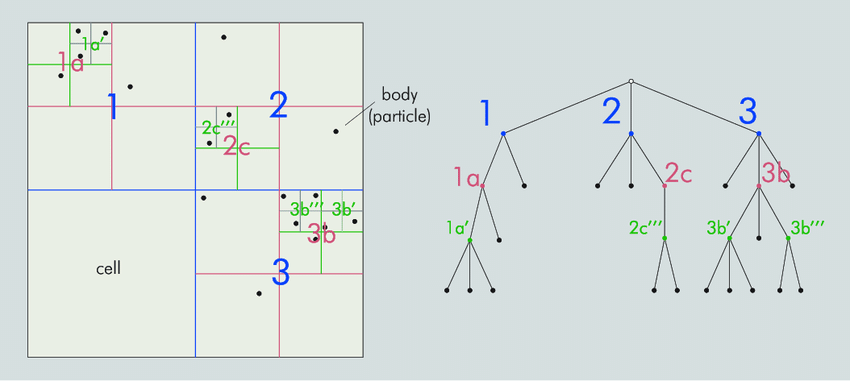 1a′
1a
1
2
body
(particle)
2c′′′
2c
3b′′′
3b′
3b
cell
3
1
2
3
1a
2c
3b
1a′
2c′′′
3b′
3b′′′